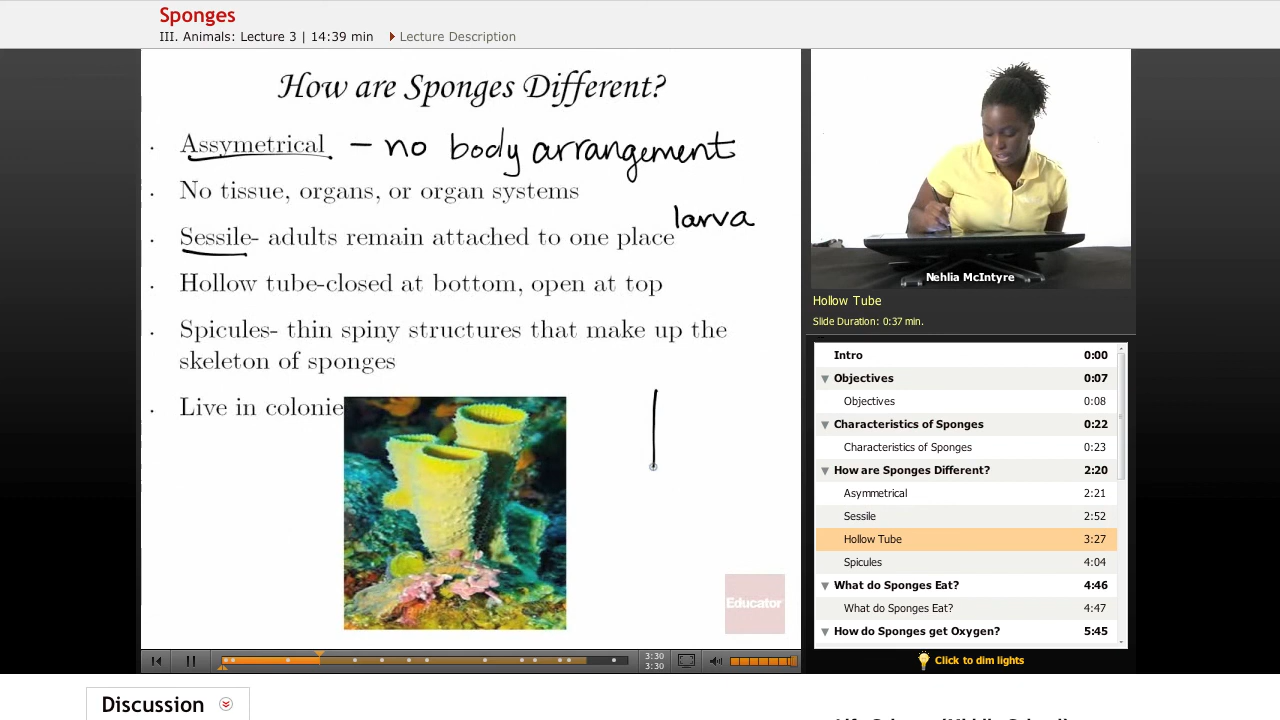 Sponges
III. Animals: Lecture 3 | 14:39 min Lecture Description
How are Sponges Different?
Assymetrical – no body arrangement
No tissue, organs, or organ systems
larva
Sessile- adults remain attached to one place
Hollow tube-closed at bottom, open at top
Spicules- thin spiny structures that make up the
skeleton of sponges
Live in colonie
Educator
3:30
3:30
Nehlia McIntyre
Hollow Tube
Slide Duration: 0:37 min.
Intro 0:00
Objectives 0:07
Objectives 0:08
Characteristics of Sponges 0:22
Characteristics of Sponges 0:23
How are Sponges Different? 2:20
Asymmetrical 2:21
Sessile 2:52
Hollow Tube 3:27
Spicules 4:04
What do Sponges Eat? 4:46
What do Sponges Eat? 4:47
How do Sponges get Oxygen? 5:45
Click to dim lights
Discussion